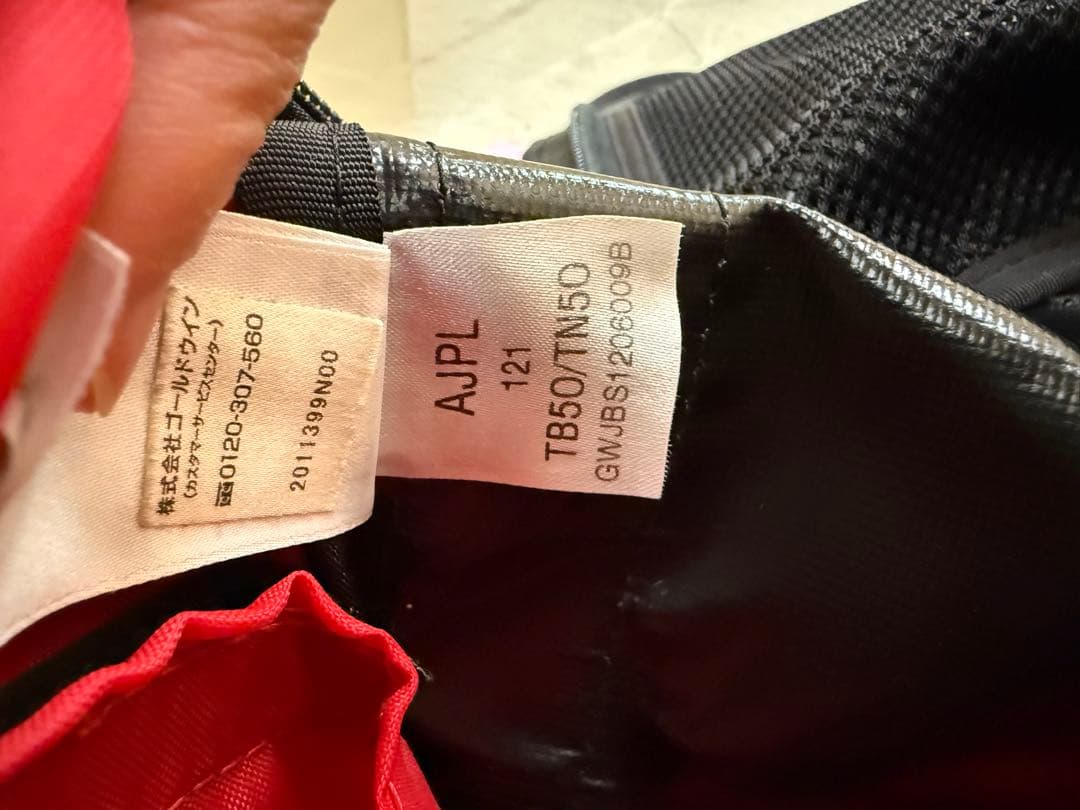 株式会社ゴールドウイン
(カスタマーサービスセンター)
0120-307-560
2011399N00
AJPL
121
TB50/TN50
GWJBS1206009B